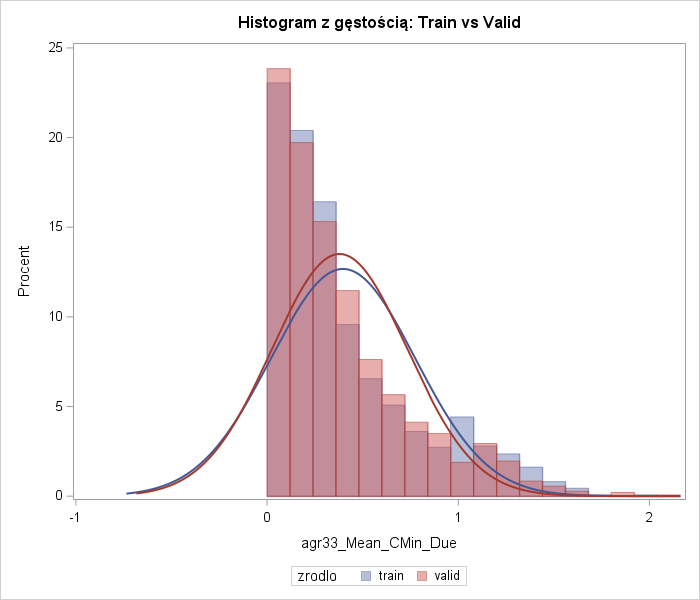 Histogram z gęstością: Train vs Valid
25
20
15
10
5
0
Procent
-1
0
1
2
agr33_Mean_CMin_Due
zrodlo train valid